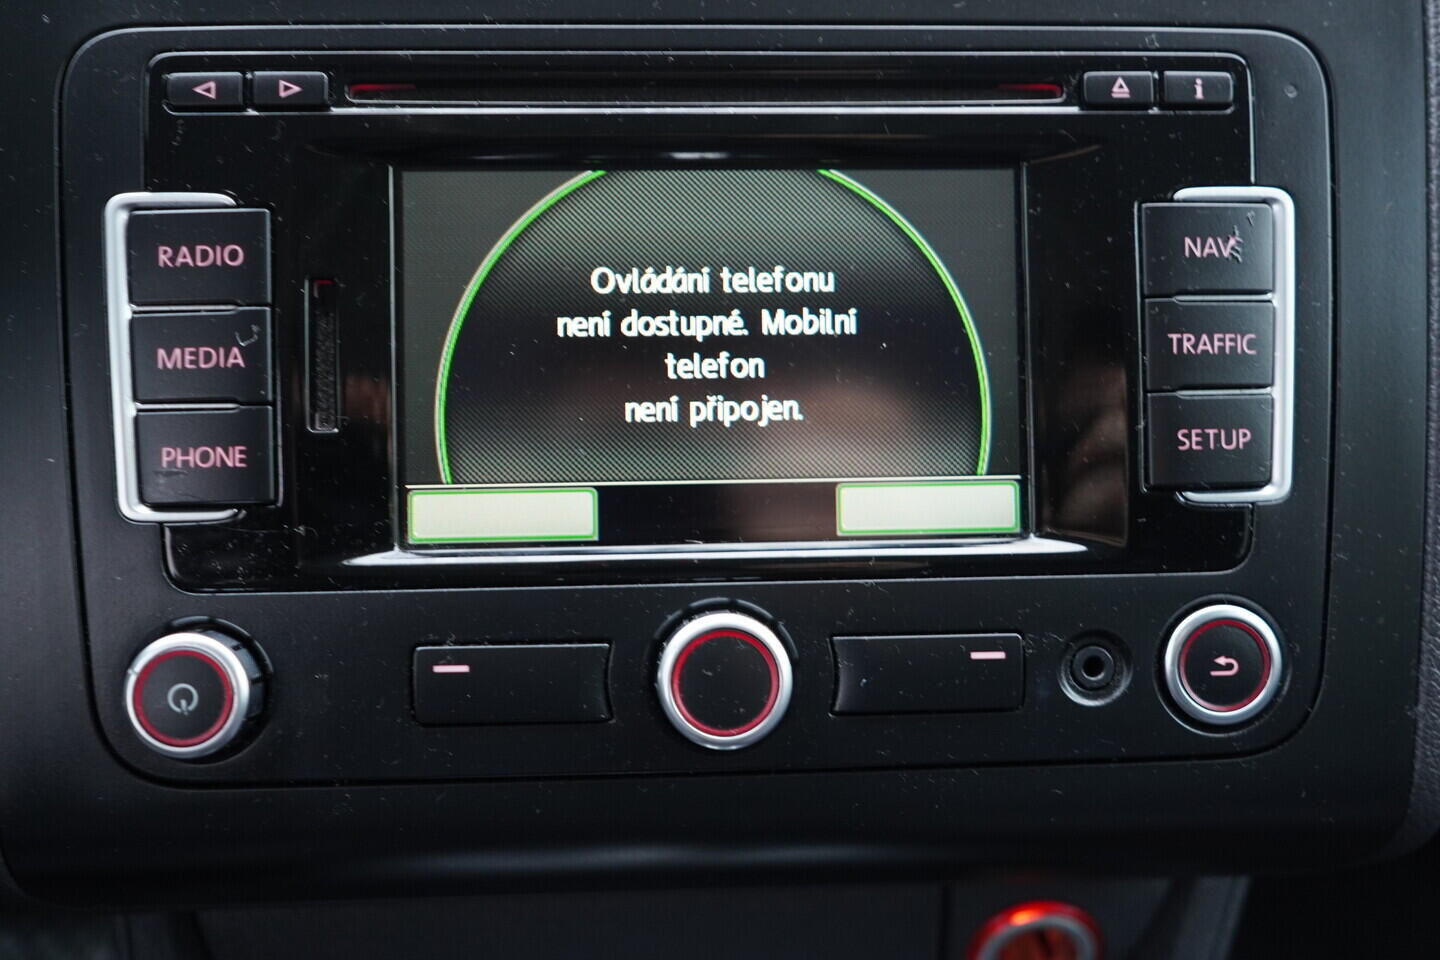 i
RADIO
MEDIA
PHONE
Ovládání telefonu
není dostupné. Mobilní
telefon
není připojen.
NAV
TRAFFIC
SETUP